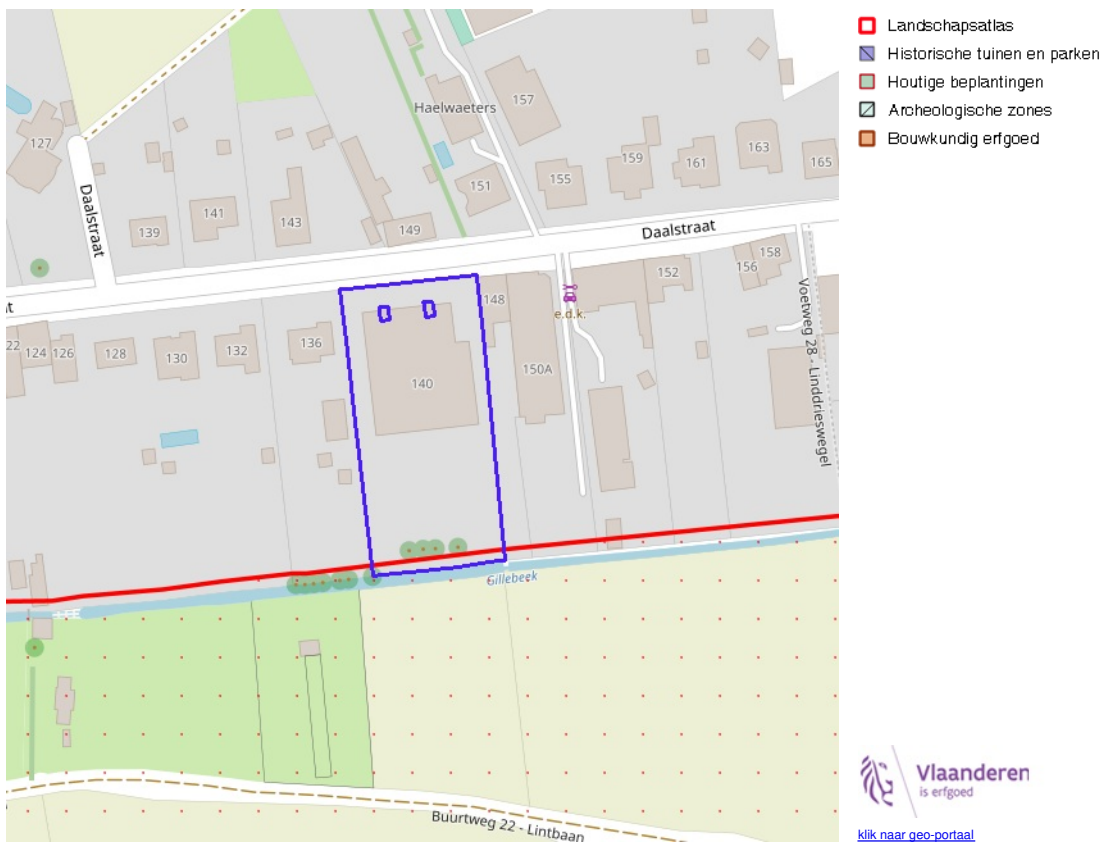 Landschapsatlas
Historische tuinen en parken
Houtige beplantingen
Archeologische zones
Bouwkundig erfgoed
127
Haelwaeters
157
159
161
163
165
155
151
Daalstraat
139
141
143
149
Daalstraat
158
156
152
148
e.d.k.
Voetweg 28 - Linddrieswegel
22
124
126
128
130
132
136
140
150A
Gillebeek
Buurtweg 22 - Lintbaan
Vlaanderen
is erfgoed
klik naar geo-portaal